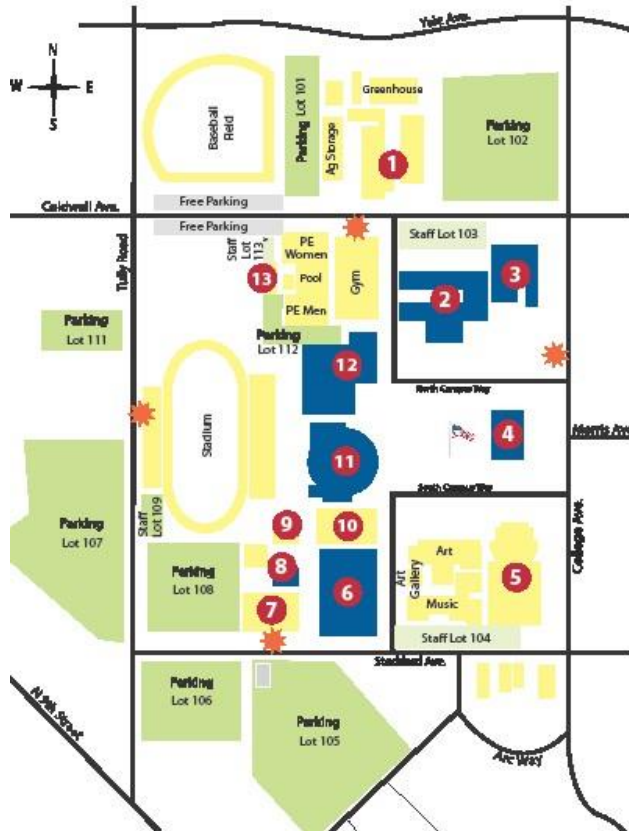 Yale Ave.
N
W E
S
Greenhouse
Baseball
Field
Parking Lot 101
Ag Storage
1
Parking
Lot 102
Free Parking
Coldwell Ave.
Free Parking
Staff
Lot
113
PE
Women
Pool
PE Men
Gym
Staff Lot 103
3
2
13
Tully Road
Parking
Lot 111
Parking
Lot 112
12
North Campus Way
4
Morris Ave
Stadium
11
South Campus Way
College Ave.
Parking
Lot 107
Staff
Lot 109
9
10
Art
Art
Gallery
Music
5
Parking
Lot 108
8
6
7
Staff Lot 104
Stoddard Ave.
Parking
Lot 106
Parking
Lot 105
N 9th Street
Arc Way